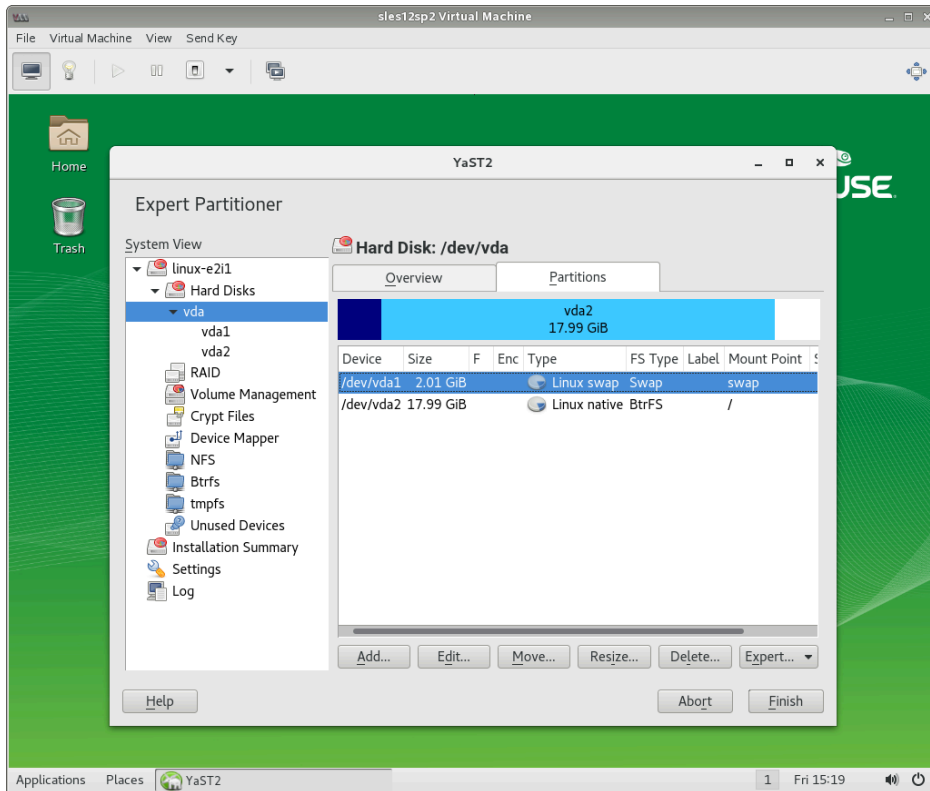 sles12sp2 Virtual Machine
File Virtual Machine View Send Key
Home
Trash
USE.
YaST2
Expert Partitioner
System View
linux-e2i1
Hard Disks
vda
vda1
vda2
RAID
Volume Management
Crypt Files
Device Mapper
NFS
Btrfs
tmpfs
Unused Devices
Installation Summary
Settings
Log
Hard Disk: /dev/vda
Overview Partitions
vda2
17.99 GiB
Device Size F Enc Type FS Type Label Mount Point
/dev/vda1 2.01 GiB Linux swap Swap swap
/dev/vda2 17.99 GiB Linux native BtrFS /
Add... Edit... Move... Resize... Delete... Expert...
Help Abort Finish
Applications Places YaST2 1 Fri 15:19